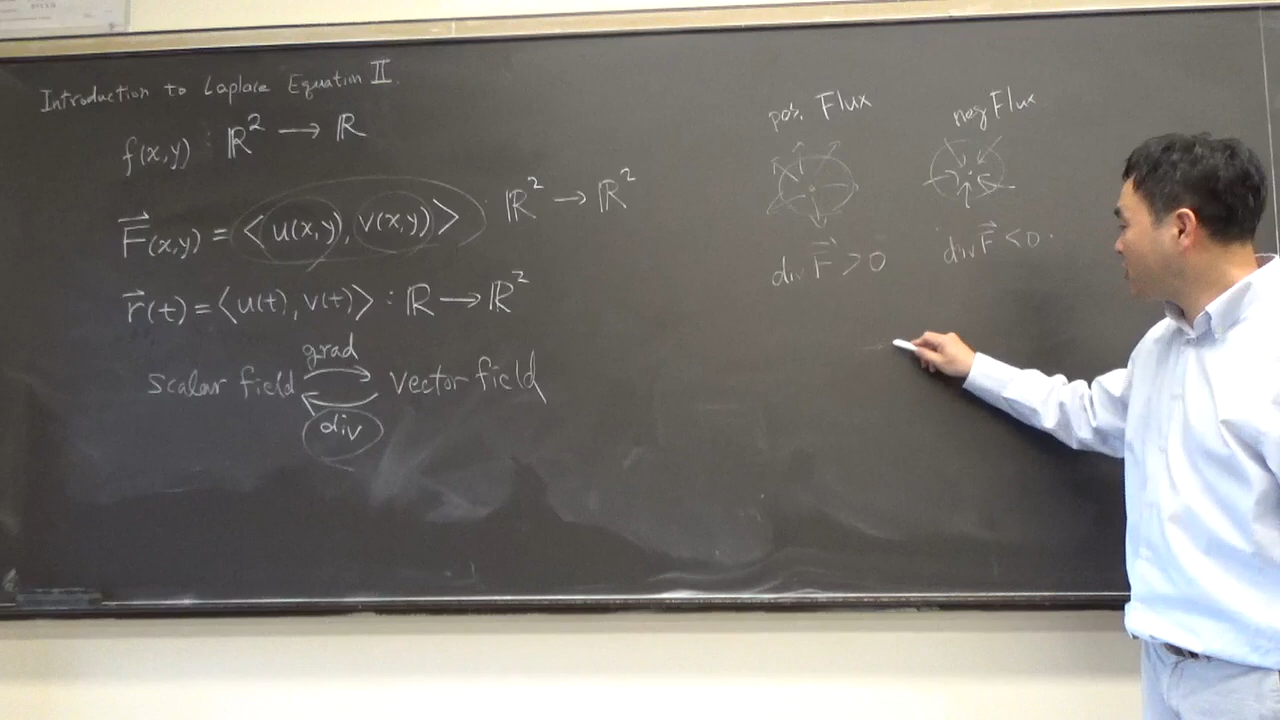 Introduction to Laplace Equation II.
f(x,y) : ℝ² → ℝ
F⃗(x,y) = <u(x,y), v(x,y)> : ℝ² → ℝ²
r⃗(t) = <u(t), v(t)> : ℝ → ℝ²
grad
scalar field ⇄ vector field
div
pos. Flux
div F⃗ > 0
neg Flux
div F⃗ < 0.